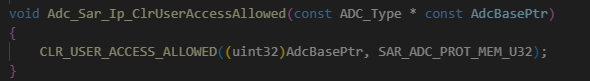 void Adc_Sar_Ip_ClrUserAccessAllowed(const ADC_Type * const AdcBasePtr)
{
    CLR_USER_ACCESS_ALLOWED((uint32)AdcBasePtr, SAR_ADC_PROT_MEM_U32);
}